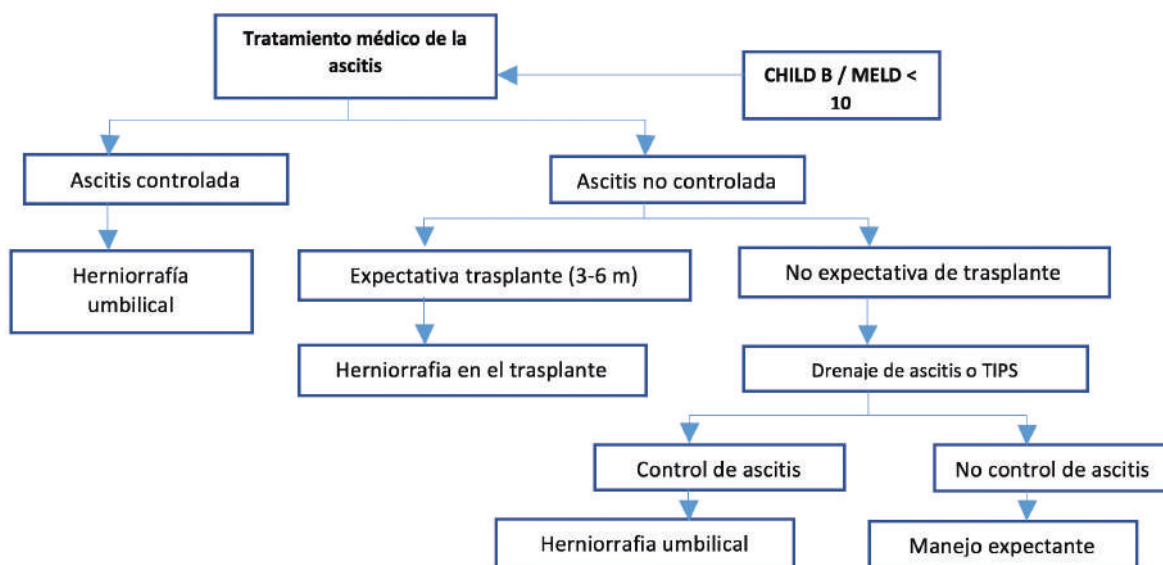 Tratamiento médico de la
ascitis
CHILD B / MELD <
10
Ascitis controlada
Ascitis no controlada
Herniorrafía
umbilical
Expectativa trasplante (3-6 m)
No expectativa de trasplante
Herniorrafia en el trasplante
Drenaje de ascitis o TIPS
Control de ascitis
No control de ascitis
Herniorrafia umbilical
Manejo expectante